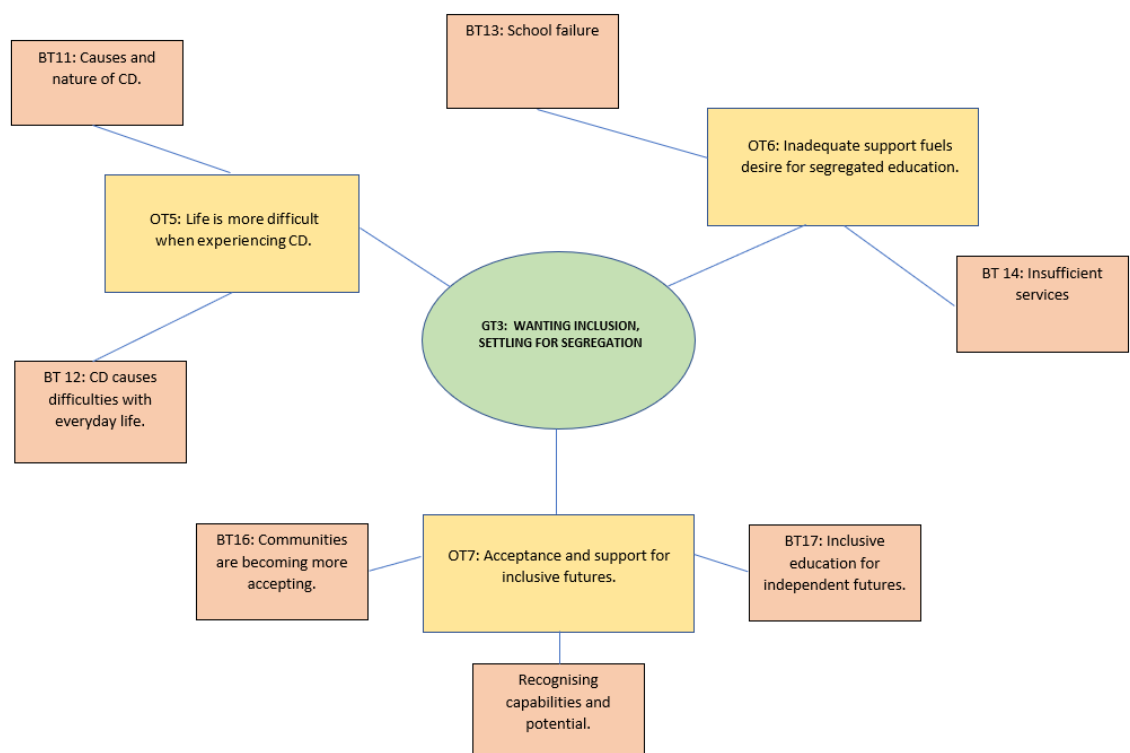 BT11: Causes and
nature of CD.
BT13: School failure
OT6: Inadequate support fuels
desire for segregated education.
OT5: Life is more difficult
when experiencing CD.
BT 14: Insufficient
services
GT3:  WANTING INCLUSION,
SETTLING FOR SEGREGATION
BT 12: CD causes
difficulties with
everyday life.
BT16: Communities
are becoming more
accepting.
OT7: Acceptance and support for
inclusive futures.
BT17: Inclusive
education for
independent futures.
Recognising
capabilities and
potential.